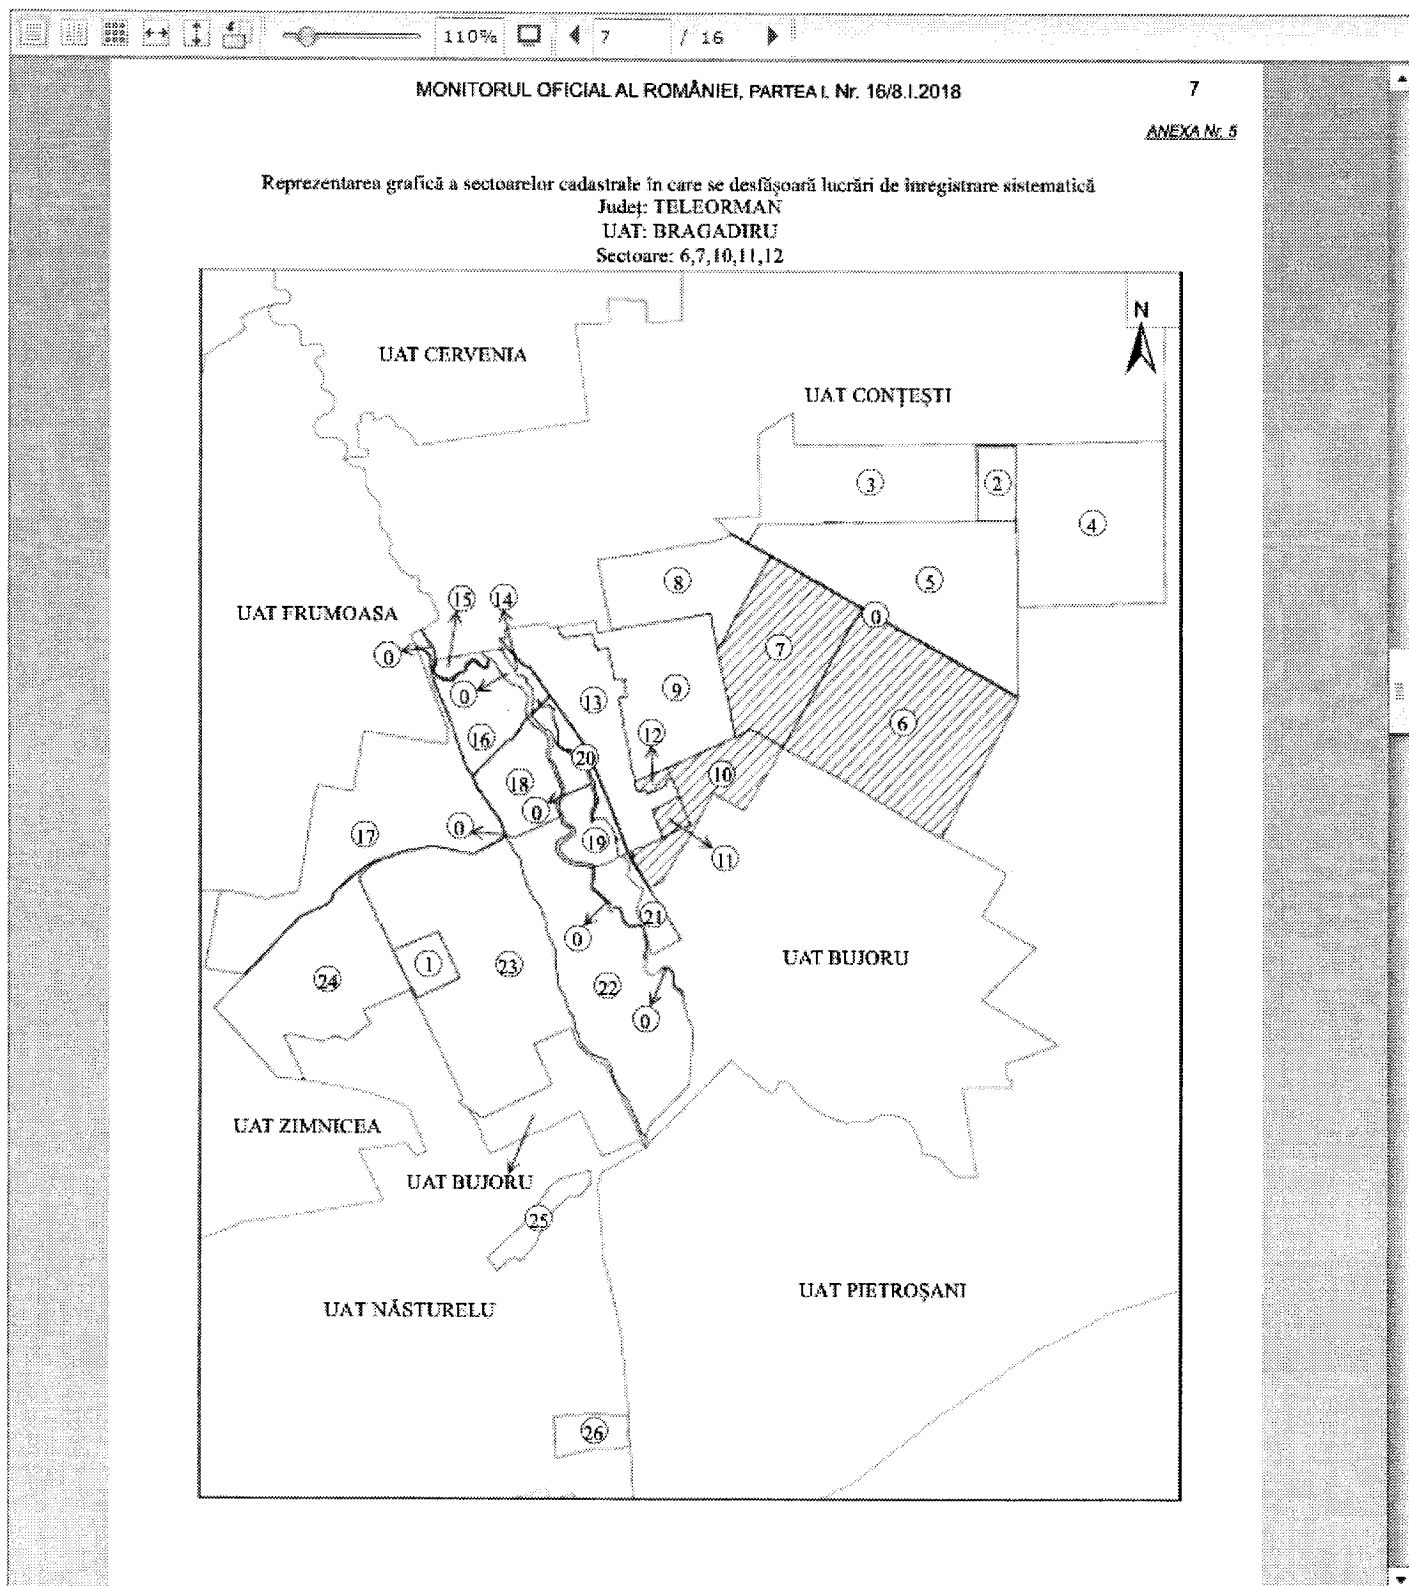 110% 7 / 16
MONITORUL OFICIAL AL ROMÂNIEI, PARTEA I, Nr. 16/8.I.2018 7
ANEXA Nr. 5
Reprezentarea grafică a sectoarelor cadastrale în care se desfășoară lucrări de înregistrare sistematică
Județ: TELEORMAN
UAT: BRAGADIRU
Sectoare: 6,7,10,11,12
N
UAT CERVENIA
UAT CONȚEȘTI
3
2
4
8
5
15
14
UAT FRUMOASA
0
7
0
9
0
13
6
12
16
20
10
18
0
0
17
19
11
21
0
UAT BUJORU
1
23
24
22
0
UAT ZIMNICEA
UAT BUJORU
25
UAT PIETROȘANI
UAT NĂSTURELU
26